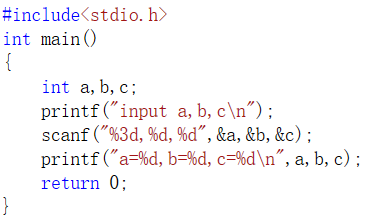 #include<stdio.h>
int main()
{
    int a,b,c;
    printf("input a,b,c\n");
    scanf("%3d,%d,%d",&a,&b,&c);
    printf("a=%d,b=%d,c=%d\n",a,b,c);
    return 0;
}